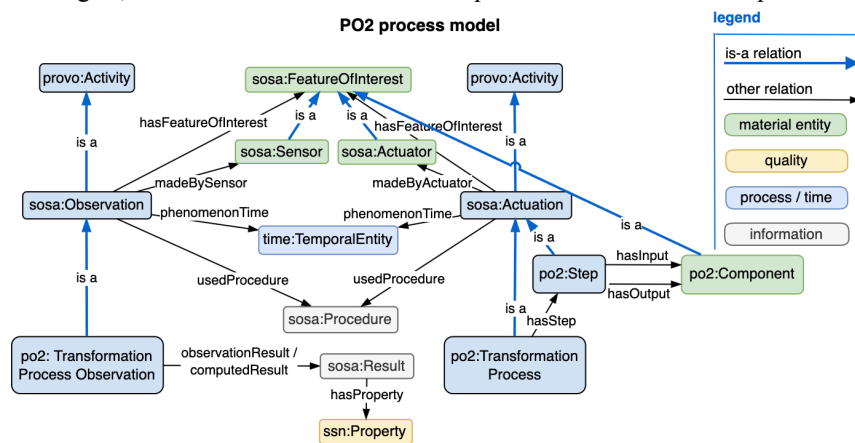 PO2 process model
legend
is-a relation
other relation
material entity
quality
process / time
information
provo:Activity
sosa:FeatureOfInterest
provo:Activity
is a
hasFeatureOfInterest
is a
is a
hasFeatureOfInterest
is a
sosa:Sensor
sosa:Actuator
madeBySensor
madeByActuator
sosa:Observation
sosa:Actuation
phenomenonTime
phenomenonTime
time:TemporalEntity
is a
is a
hasInput
hasOutput
po2:Step
po2:Component
is a
usedProcedure
usedProcedure
sosa:Procedure
is a
hasStep
po2: Transformation
Process Observation
observationResult /
computedResult
sosa:Result
po2:Transformation
Process
hasProperty
ssn:Property